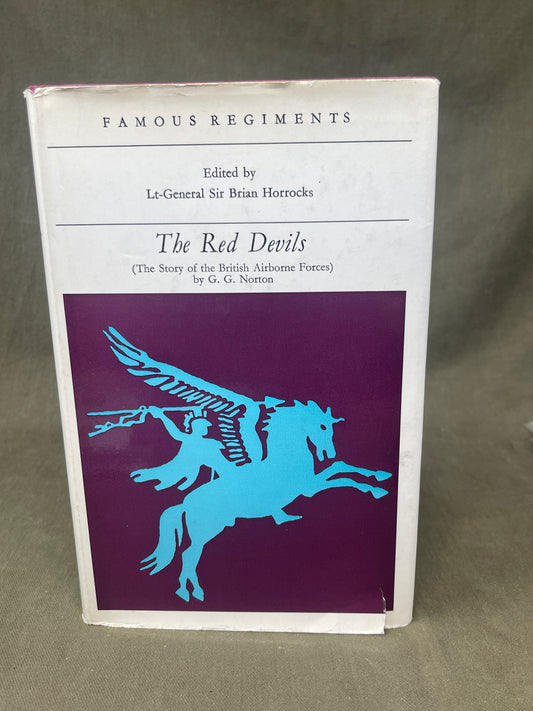 FAMOUS REGIMENTS
Edited by
Lt-General Sir Brian Horrocks
The Red Devils
(The Story of the British Airborne Forces)
by G. G. Norton